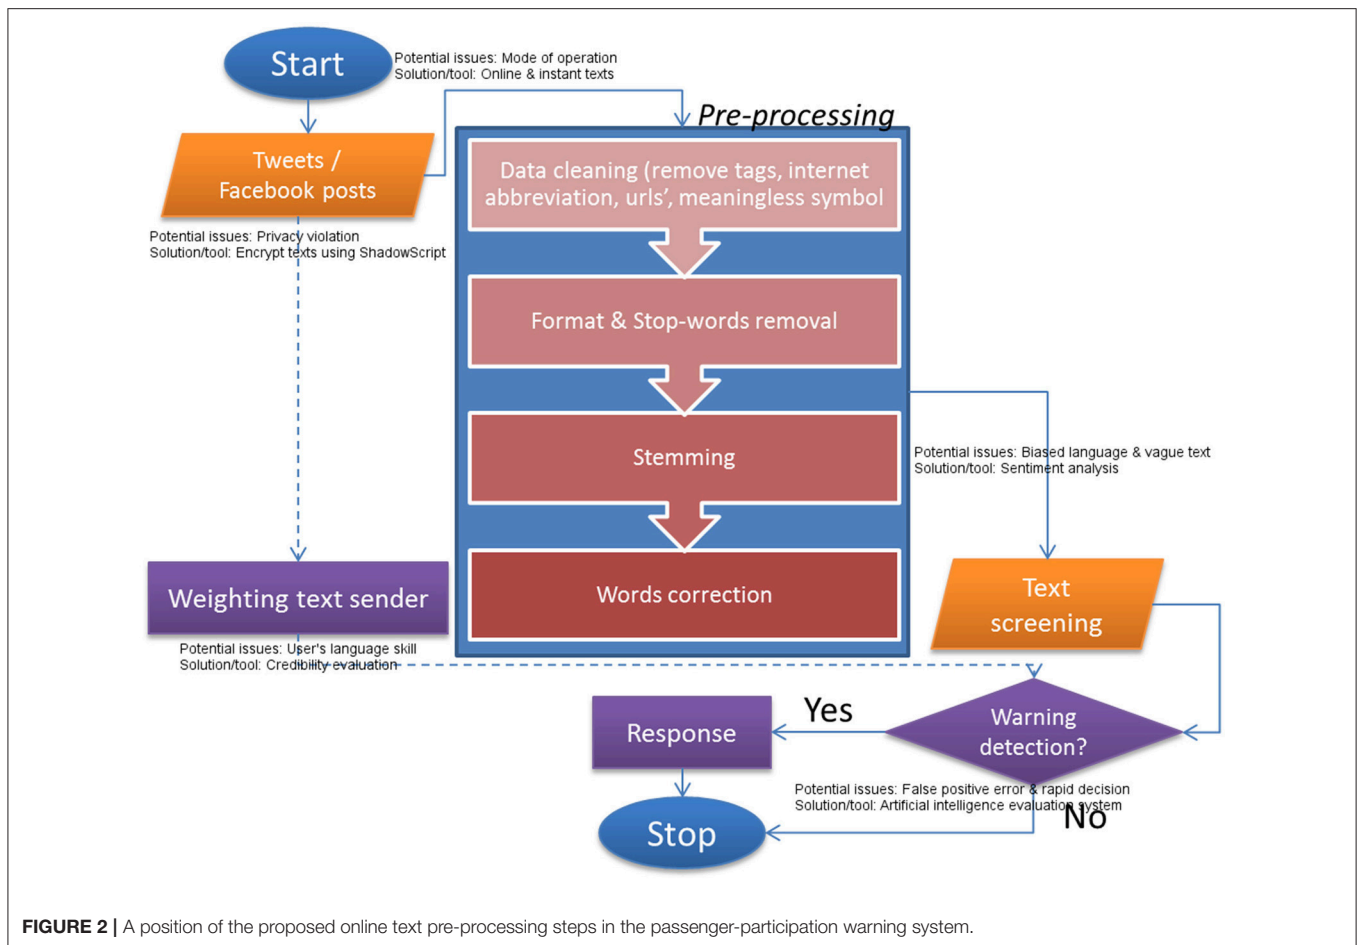 Start
Potential issues: Mode of operation
Solution/tool: Online & instant texts
Pre-processing
Tweets /
Facebook posts
Data cleaning (remove tags, internet
abbreviation, urls’, meaningless symbol
Potential issues: Privacy violation
Solution/tool: Encrypt texts using ShadowScript
Format & Stop-words removal
Stemming
Potential issues: Biased language & vague text
Solution/tool: Sentiment analysis
Words correction
Weighting text sender
Text
screening
Potential issues: User's language skill
Solution/tool: Credibility evaluation
Yes
Response
Warning
detection?
Potential issues: False positive error & rapid decision
Solution/tool: Artificial intelligence evaluation system
No
Stop
FIGURE 2 | A position of the proposed online text pre-processing steps in the passenger-participation warning system.